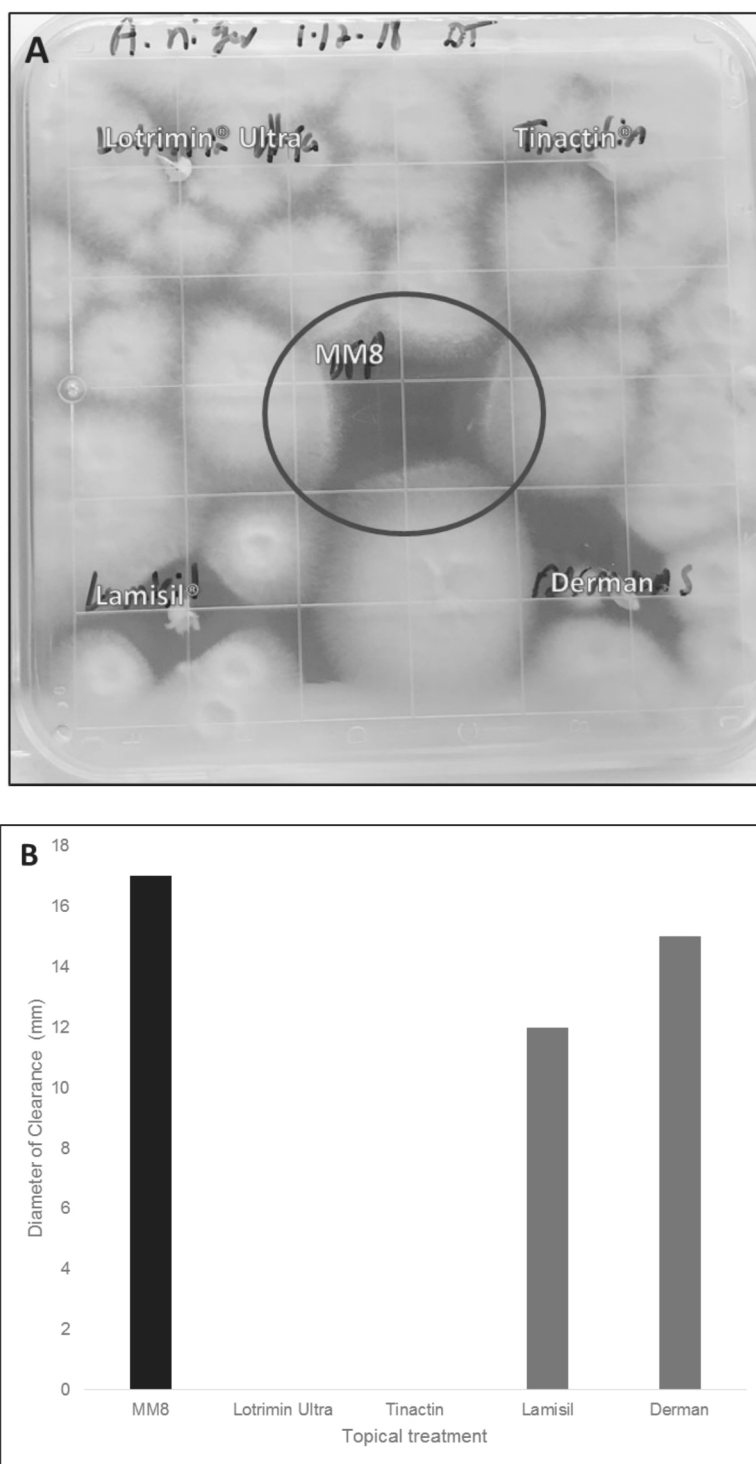 A
A. niger 1-12-18 DT
Lotrimin® Ultra
Tinactin®
MM8
Lamisil®
Derman
B
18
16
14
12
10
8
6
4
2
0
Diameter of Clearance (mm)
MM8
Lotrimin Ultra
Tinactin
Lamisil
Derman
Topical treatment